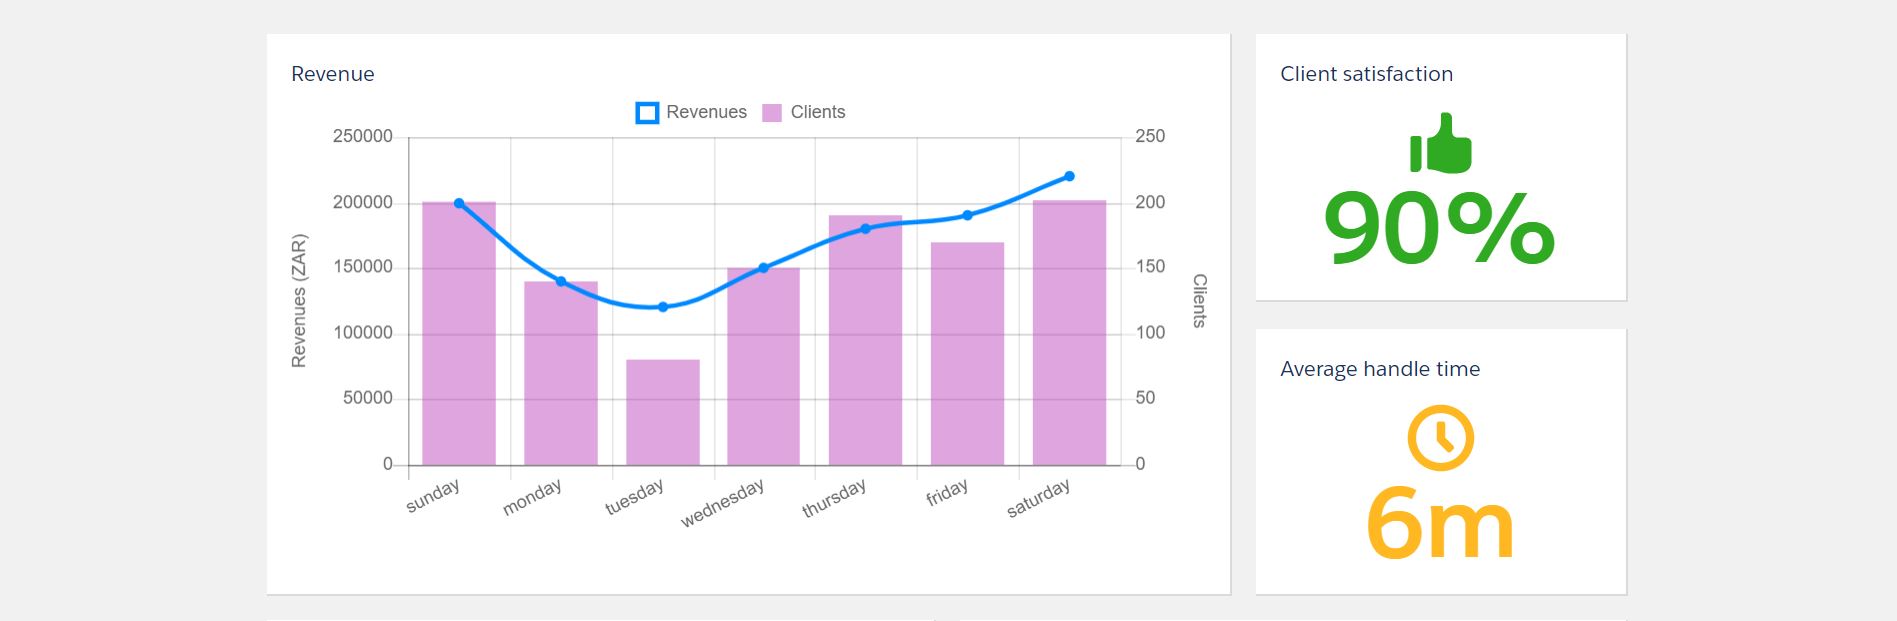 Revenue
Revenues Clients
250000
200000
150000
100000
50000
0
Revenues (ZAR)
250
200
150
100
50
0
Clients
sunday
monday
tuesday
wednesday
thursday
friday
saturday
Client satisfaction
90%
Average handle time
6m